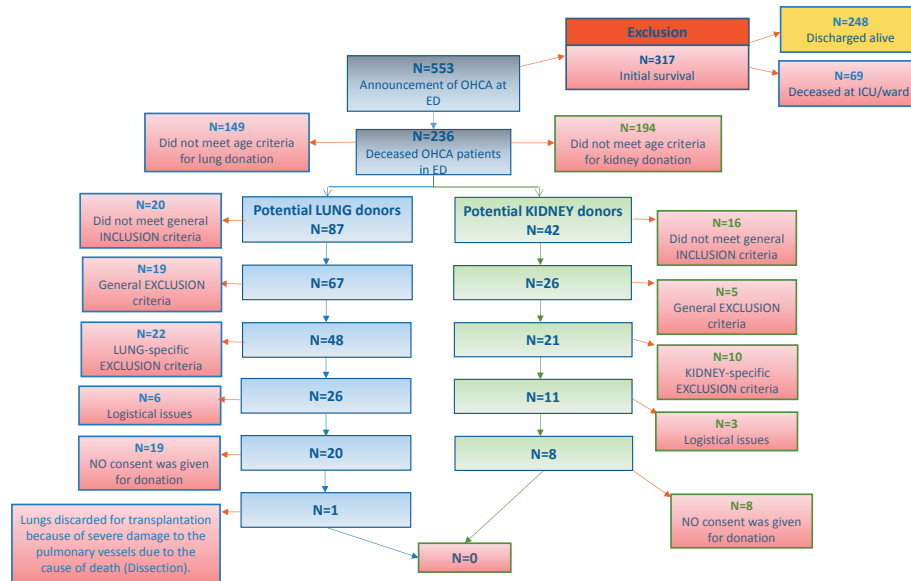 N=248
Discharged alive
Exclusion
N=317
Initial survival
N=553
Announcement of OHCA at
ED
N=69
Deceased at ICU/ward
N=149
Did not meet age criteria
for lung donation
N=236
Deceased OHCA patients
in ED
N=194
Did not meet age criteria
for kidney donation
N=20
Did not meet general
INCLUSION criteria
Potential LUNG donors
N=87
Potential KIDNEY donors
N=42
N=16
Did not meet general
INCLUSION criteria
N=19
General EXCLUSION
criteria
N=67
N=26
N=5
General EXCLUSION
criteria
N=22
LUNG-specific
EXCLUSION criteria
N=48
N=21
N=10
KIDNEY-specific
EXCLUSION criteria
N=6
Logistical issues
N=26
N=11
N=3
Logistical issues
N=19
NO consent was given
for donation
N=20
N=8
N=8
NO consent was given
for donation
N=1
Lungs discarded for transplantation
because of severe damage to the
pulmonary vessels due to the
cause of death (Dissection).
N=0